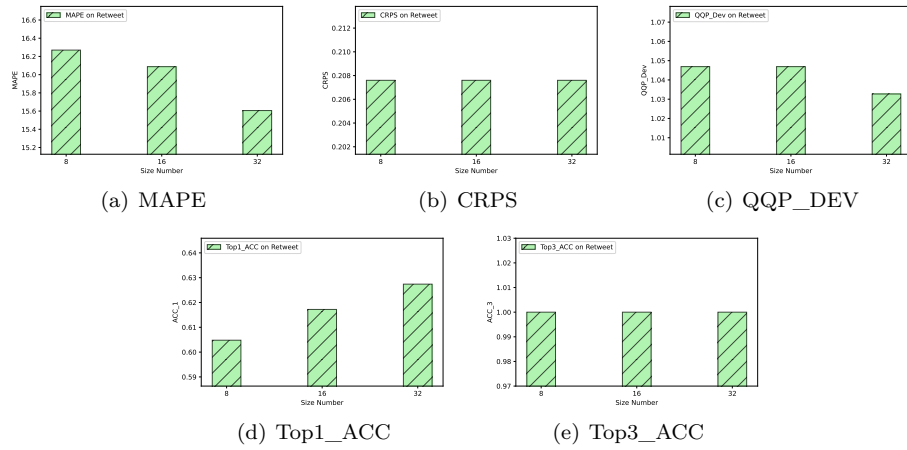 MAPE on Retweet
16.6
16.4
16.2
16.0
15.8
15.6
15.4
15.2
MAPE
8
16
32
Size Number
(a) MAPE
CRPS on Retweet
0.212
0.210
0.208
0.206
0.204
0.202
CRPS
8
16
32
Size Number
(b) CRPS
QQP_Dev on Retweet
1.07
1.06
1.05
1.04
1.03
1.02
1.01
QQP_Dev
8
16
32
Size Number
(c) QQP_DEV
Top1_ACC on Retweet
0.64
0.63
0.62
0.61
0.60
0.59
ACC_1
8
16
32
Size Number
(d) Top1_ACC
Top3_ACC on Retweet
1.03
1.02
1.01
1.00
0.99
0.98
0.97
ACC_3
8
16
32
Size Number
(e) Top3_ACC